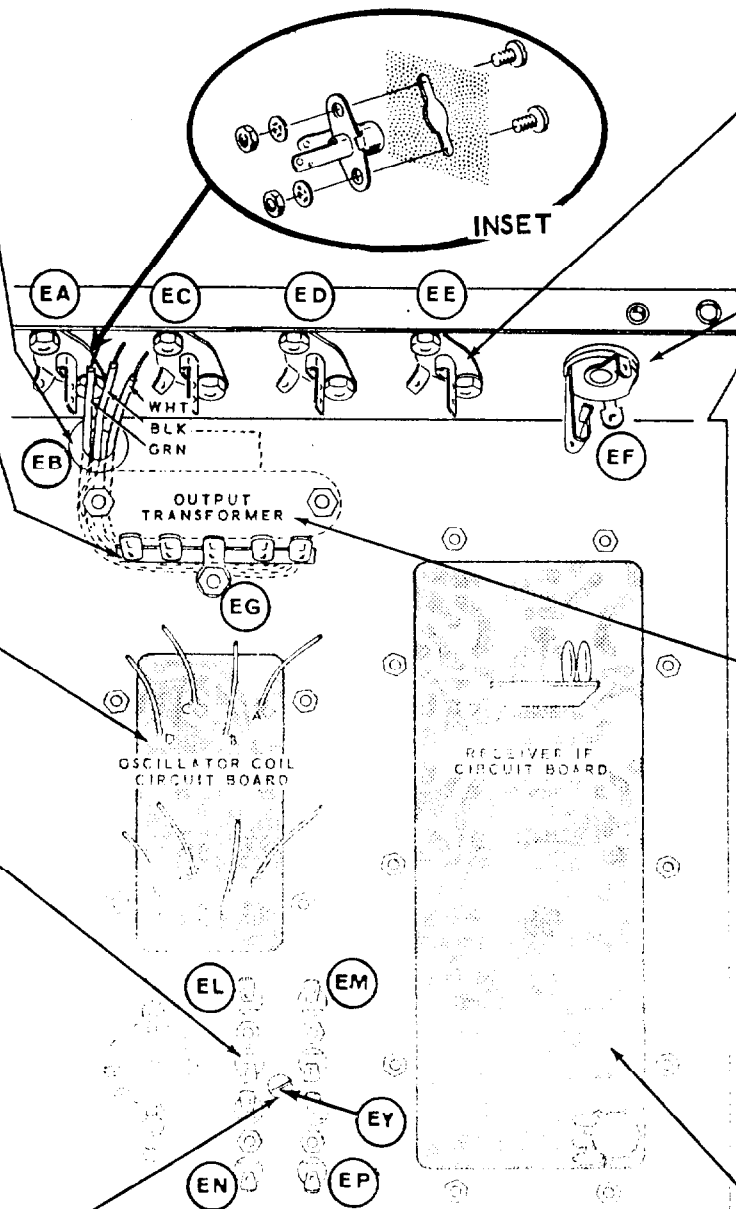 INSET
EA
EC
ED
EE
WHT
BLK
GRN
EB
EF
OUTPUT
TRANSFORMER
EG
C
A
D
B
OSCILLATOR COIL
CIRCUIT BOARD
RECEIVER IF
CIRCUIT BOARD
EL
EM
EY
EN
EP